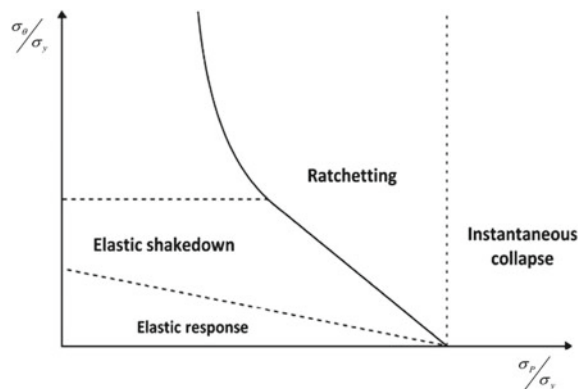 σθ/σy
Ratchetting
Instantaneous
collapse
Elastic shakedown
Elastic response
σP/σy